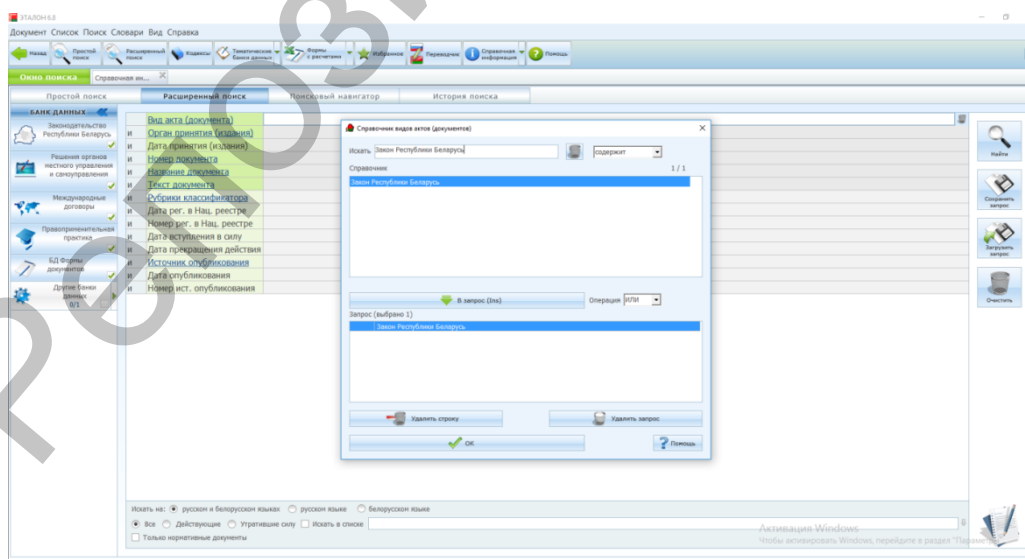 ЭТАЛОН 6.8
Документ Список Поиск Словари Вид Справка
Назад
Простой поиск
Расширенный поиск
Кодексы
Тематические банки данных
Формы с расчетами
Избранное
Переводчик
Справочная информация
Помощь
Окно поиска
Справочная ин...
Простой поиск
Расширенный поиск
Поисковый навигатор
История поиска
БАНК ДАННЫХ
Законодательство
Республики Беларусь
Решения органов
местного управления
и самоуправления
Международные
договоры
Правоприменительная
практика
БД Формы
документов
Другие банки
данных
0/1
Вид акта (документа)
и Орган принятия (издания)
и Дата принятия (издания)
и Номер документа
и Название документа
и Текст документа
и Рубрики классификатора
и Дата рег. в Нац. реестре
и Номер рег. в Нац. реестре
и Дата вступления в силу
и Дата прекращения действия
и Источник опубликования
и Дата опубликования
и Номер ист. опубликования
Справочник видов актов (документов)
Искать Закон Республики Беларусь
содержит
Справочник 1 / 1
Закон Республики Беларусь
В запрос (Ins)
Операция ИЛИ
Запрос (выбрано 1)
Закон Республики Беларусь
Удалить строку
Удалить запрос
ОК
Помощь
Найти
Сохранить
запрос
Загрузить
запрос
Очистить
Искать на: русском и белорусском языках русском языке белорусском языке
Все Действующие Утратившие силу Искать в списке
Только нормативные документы
Активация Windows
Чтобы активировать Windows, перейдите в раздел "Параметры